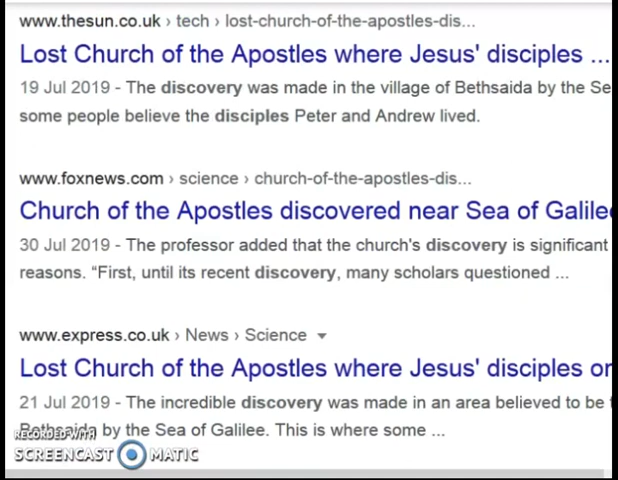 www.thesun.co.uk › tech › lost-church-of-the-apostles-dis...
Lost Church of the Apostles where Jesus' disciples ...
19 Jul 2019 - The discovery was made in the village of Bethsaida by the Se
some people believe the disciples Peter and Andrew lived.
www.foxnews.com › science › church-of-the-apostles-dis...
Church of the Apostles discovered near Sea of Galile
30 Jul 2019 - The professor added that the church's discovery is significant
reasons. “First, until its recent discovery, many scholars questioned ...
www.express.co.uk › News › Science
Lost Church of the Apostles where Jesus' disciples or
21 Jul 2019 - The incredible discovery was made in an area believed to be
Bethsaida by the Sea of Galilee. This is where some ...
RECORDED WITH
SCREENCAST MATIC